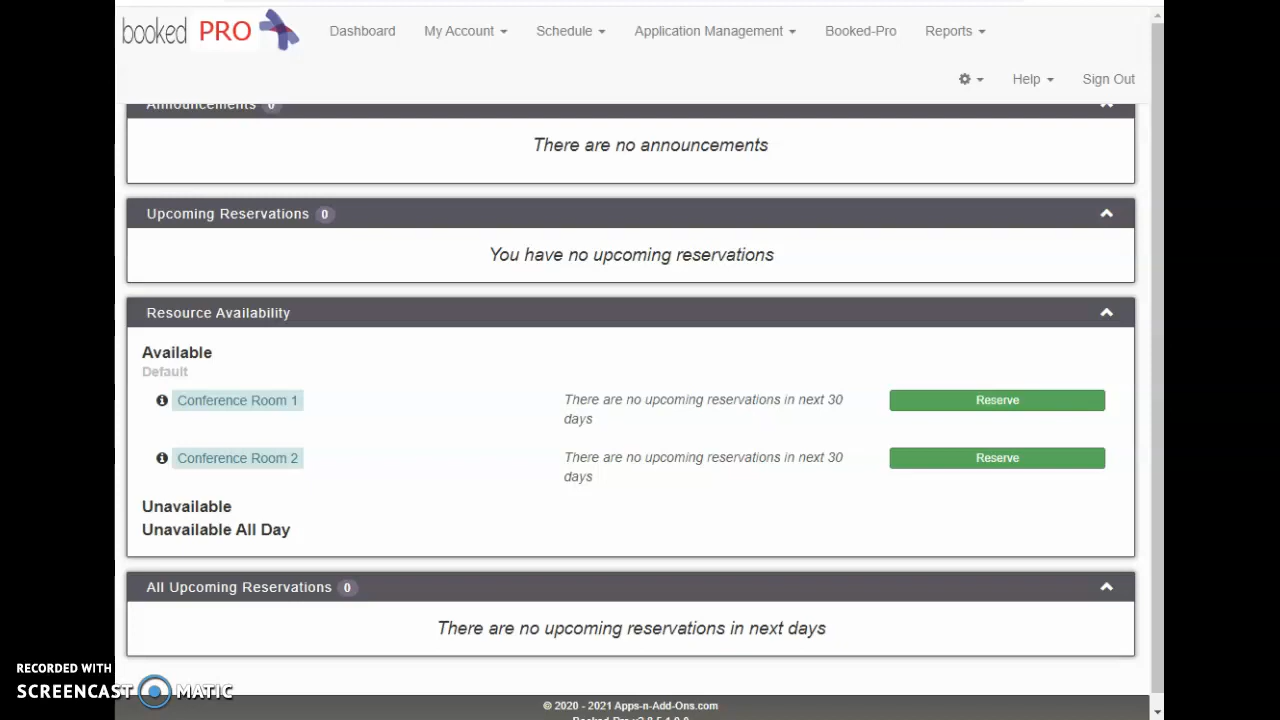 booked PRO
Dashboard
My Account
Schedule
Application Management
Booked-Pro
Reports
Help
Sign Out
Announcements 0
There are no announcements
Upcoming Reservations 0
You have no upcoming reservations
Resource Availability
Available
Default
Conference Room 1
There are no upcoming reservations in next 30
days
Reserve
Conference Room 2
There are no upcoming reservations in next 30
days
Reserve
Unavailable
Unavailable All Day
All Upcoming Reservations 0
There are no upcoming reservations in next days
RECORDED WITH
SCREENCAST MATIC
© 2020 - 2021 Apps-n-Add-Ons.com